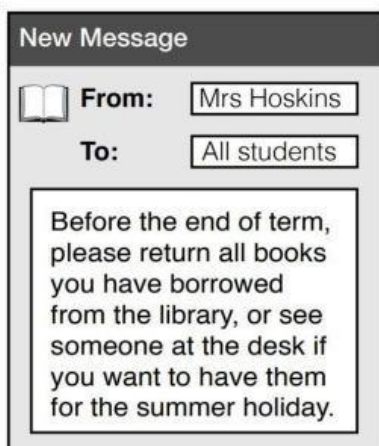 New Message
From: Mrs Hoskins
To: All students
Before the end of term,
please return all books
you have borrowed
from the library, or see
someone at the desk if
you want to have them
for the summer holiday.